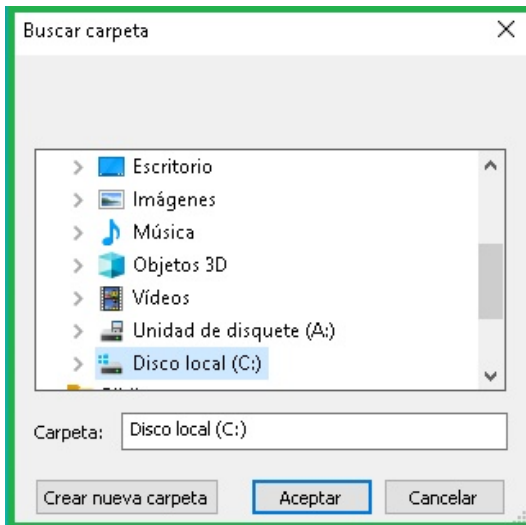 Buscar carpeta
Escritorio
Imágenes
Música
Objetos 3D
Vídeos
Unidad de disquete (A:)
Disco local (C:)
Carpeta: Disco local (C:)
Crear nueva carpeta Aceptar Cancelar